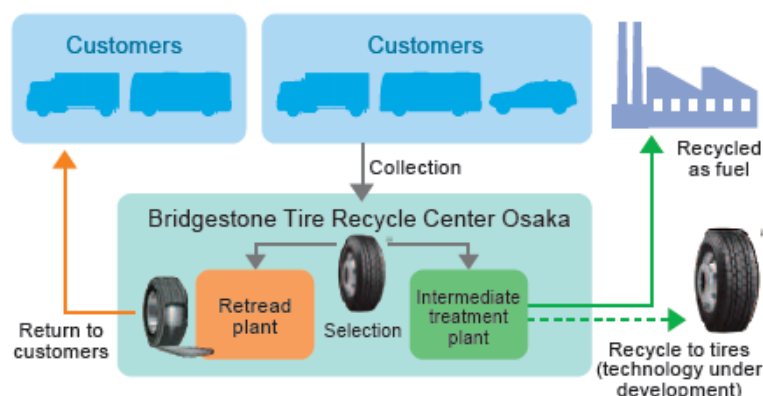 Customers
Customers
Recycled
as fuel
Collection
Bridgestone Tire Recycle Center Osaka
Retread
plant
Selection
Intermediate
treatment
plant
Return to
customers
Recycle to tires
(technology under
development)